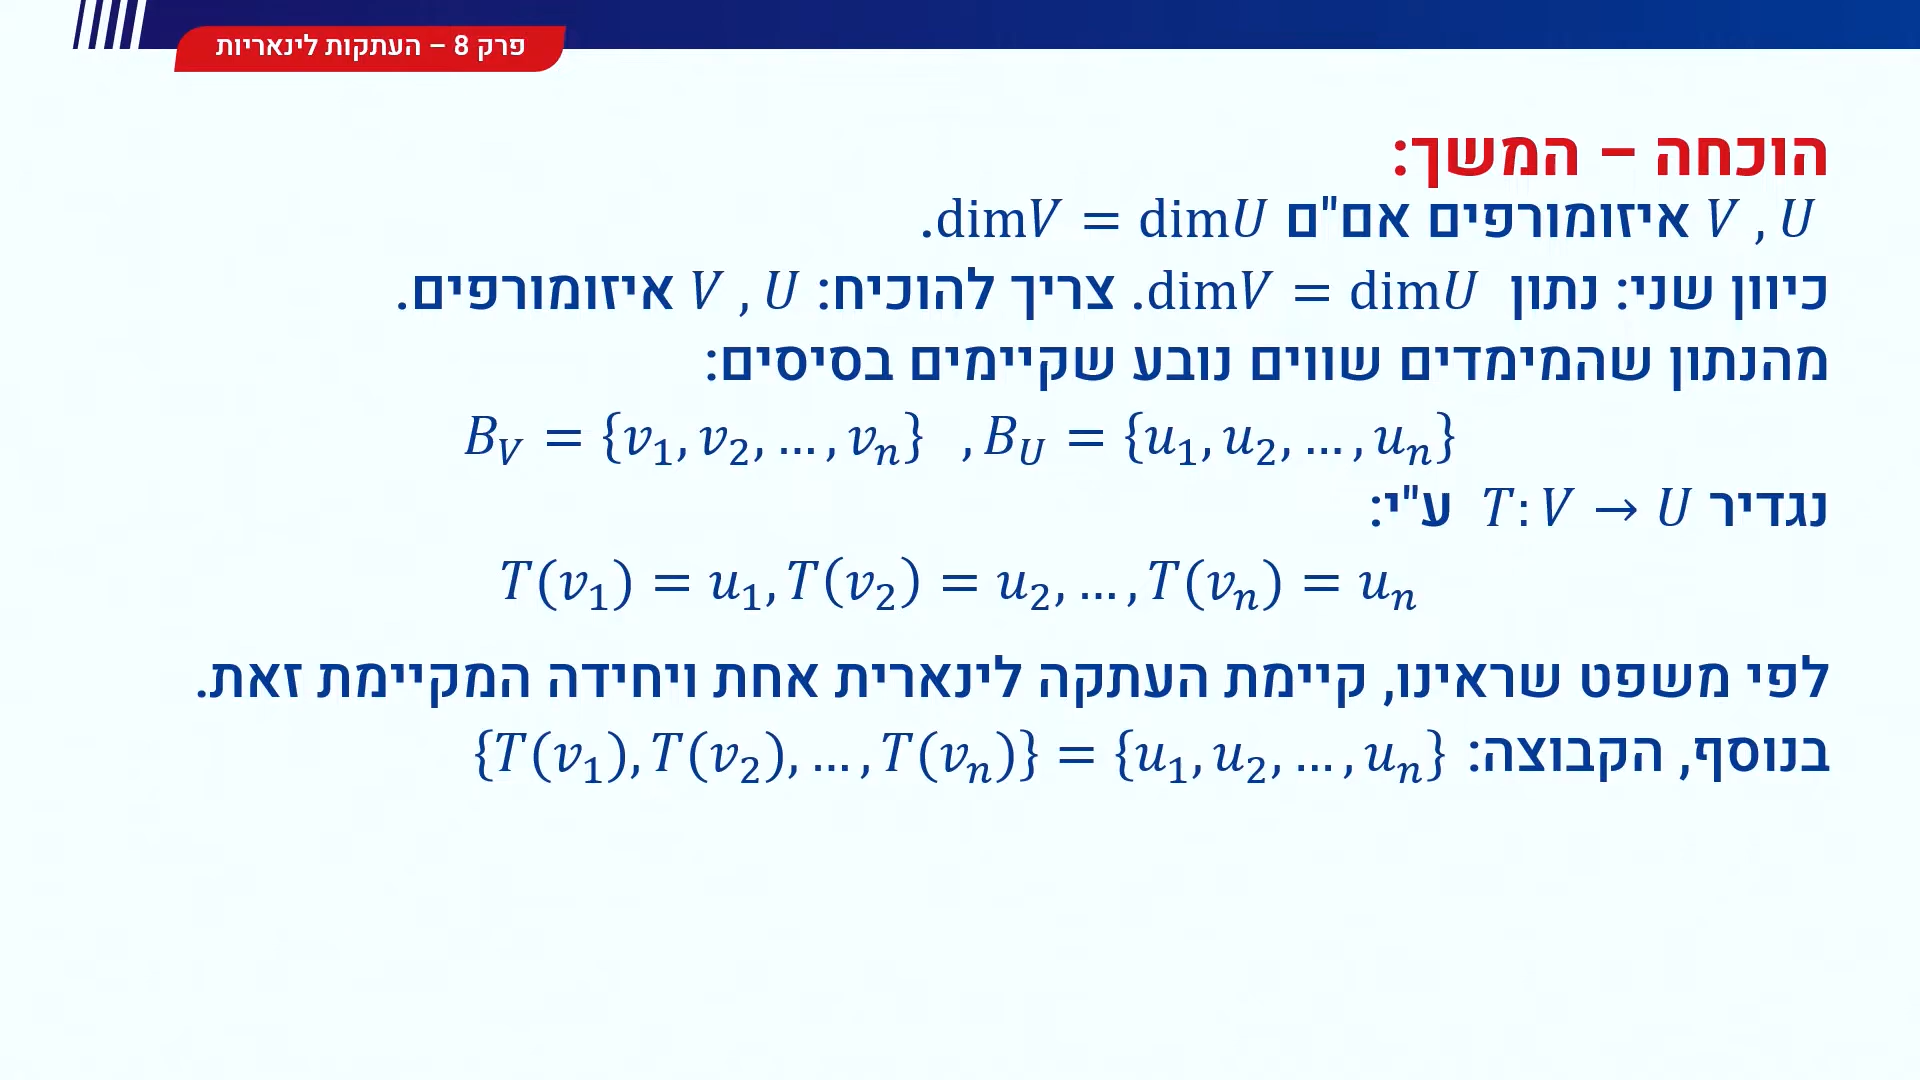 פרק 8 – העתקות לינאריות
הוכחה – המשך:
V , U איזומורפים אם"ם dimV = dimU.
כיוון שני: נתון dimV = dimU. צריך להוכיח: V , U איזומורפים.
מהנתון שהמימדים שווים נובע שקיימים בסיסים:
B_V = {v_1, v_2, … , v_n} , B_U = {u_1, u_2, … , u_n}
נגדיר T: V → U ע"י:
T(v_1) = u_1, T(v_2) = u_2, … , T(v_n) = u_n
לפי משפט שראינו, קיימת העתקה לינארית אחת ויחידה המקיימת זאת.
בנוסף, הקבוצה: {T(v_1), T(v_2), … , T(v_n)} = {u_1, u_2, … , u_n}